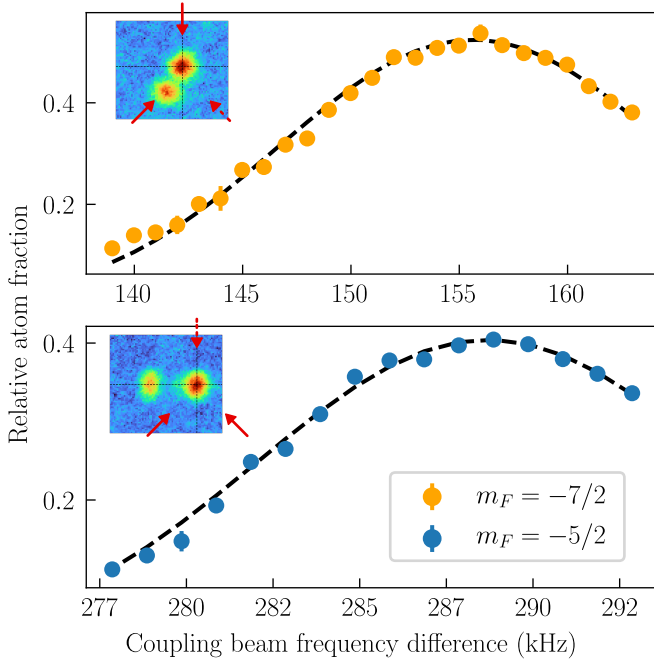 Relative atom fraction
0.4
0.2
140 145 150 155 160
0.4
0.2
m_F = −7/2
m_F = −5/2
277 280 282 285 287 290 292
Coupling beam frequency difference (kHz)